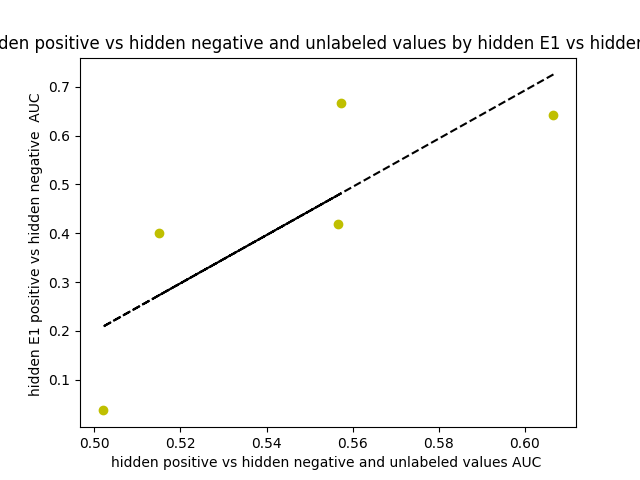 den positive vs hidden negative and unlabeled values by hidden E1 vs hidden
0.7
0.6
0.5
0.4
0.3
0.2
0.1
hidden E1 positive vs hidden negative  AUC
0.50 0.52 0.54 0.56 0.58 0.60
hidden positive vs hidden negative and unlabeled values AUC